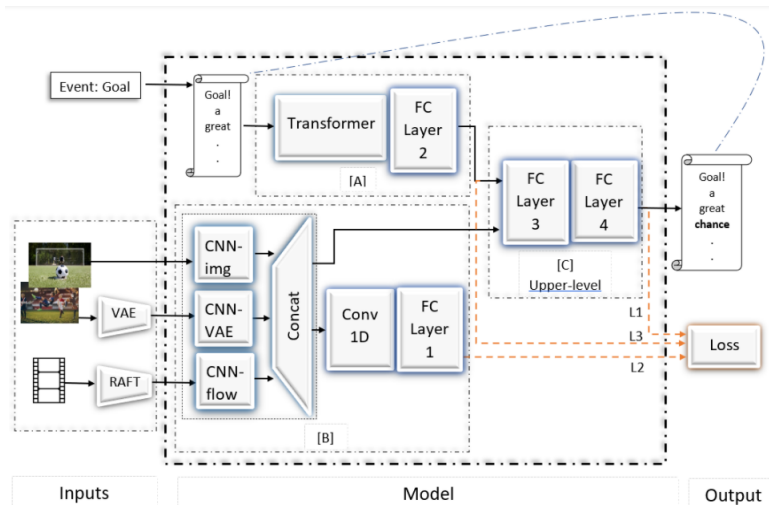 Event: Goal
Goal!
a
great
.
.
.
Transformer
FC
Layer
2
[A]
FC
Layer
3
FC
Layer
4
[C]
Upper-level
Goal!
a
great
chance
.
.
.
CNN-
img
VAE
CNN-
VAE
RAFT
CNN-
flow
Concat
Conv
1D
FC
Layer
1
[B]
L1
L3
L2
Loss
Inputs
Model
Output